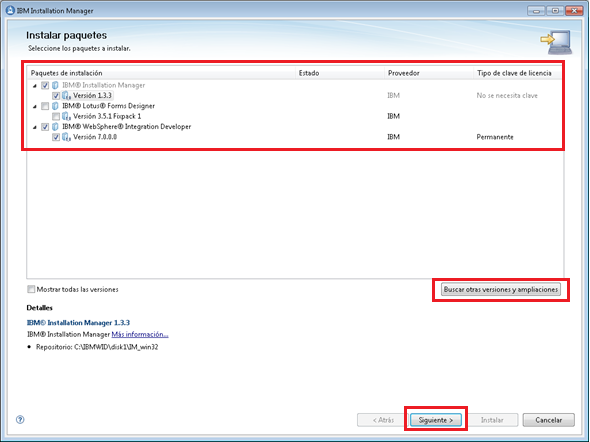 IBM Installation Manager
Instalar paquetes
Seleccione los paquetes a instalar.
Paquetes de instalación Estado Proveedor Tipo de clave de licencia
IBM® Installation Manager
Versión 1.3.3 IBM No se necesita clave
IBM® Lotus® Forms Designer
Versión 3.5.1 Fixpack 1 IBM
IBM® WebSphere® Integration Developer
Versión 7.0.0.0 IBM Permanente
Mostrar todas las versiones Buscar otras versiones y ampliaciones
Detalles
IBM® Installation Manager 1.3.3
IBM® Installation Manager Más información...
• Repositorio: C:\IBMWID\disk1\IM_win32
? < Atrás Siguiente > Instalar Cancelar